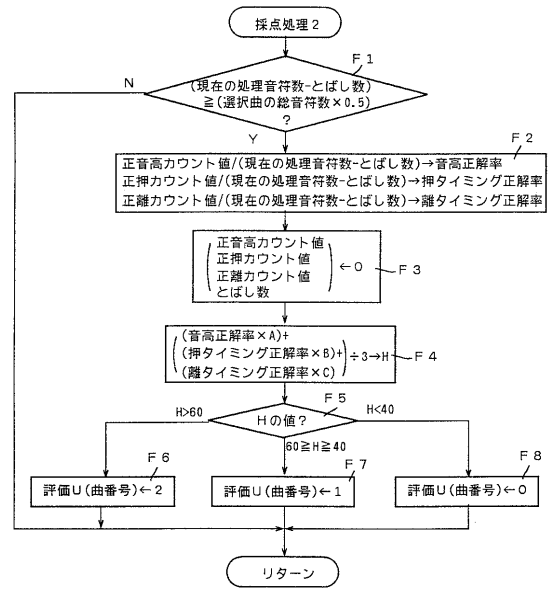 採点処理2
F1
(現在の処理音符数-とばし数)
≧(選択曲の総音符数×0.5)
?
N
Y
F2
正音高カウント値/(現在の処理音符数-とばし数)→音高正解率
正押カウント値/(現在の処理音符数-とばし数)→押タイミング正解率
正離カウント値/(現在の処理音符数-とばし数)→離タイミング正解率
正音高カウント値
正押カウント値
正離カウント値
とばし数
←0
F3
(音高正解率×A)+
(押タイミング正解率×B)+
(離タイミング正解率×C)
÷3→H
F4
F5
Hの値?
H>60
60≧H≧40
H<40
F6
評価U(曲番号)←2
F7
評価U(曲番号)←1
F8
評価U(曲番号)←0
リターン